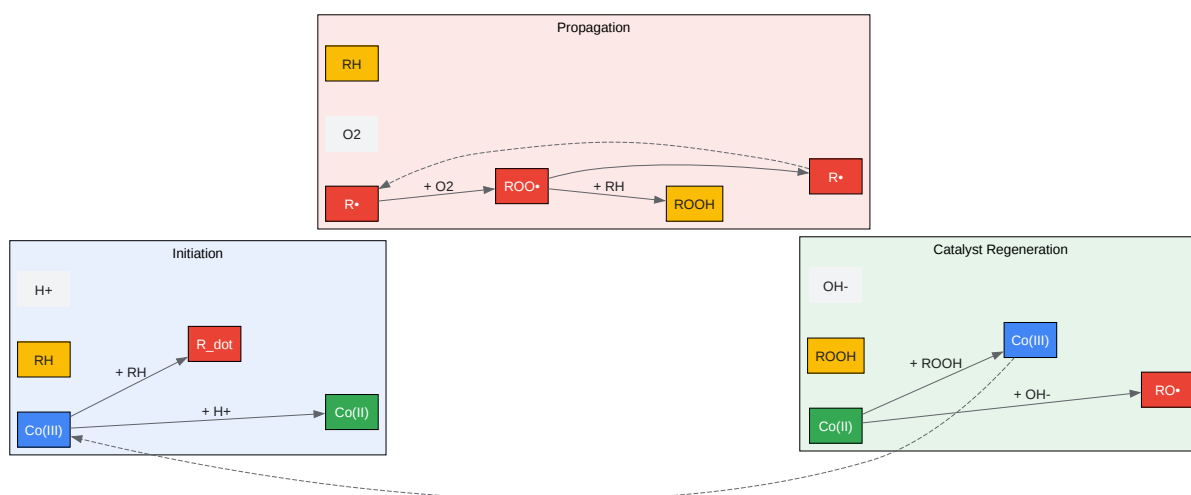 Propagation
RH
O2
R•
+ O2
ROO•
+ RH
ROOH
R•
Initiation
H+
RH
Co(III)
+ RH
R_dot
+ H+
Co(II)
Catalyst Regeneration
OH-
ROOH
Co(II)
+ ROOH
Co(III)
+ OH-
RO•